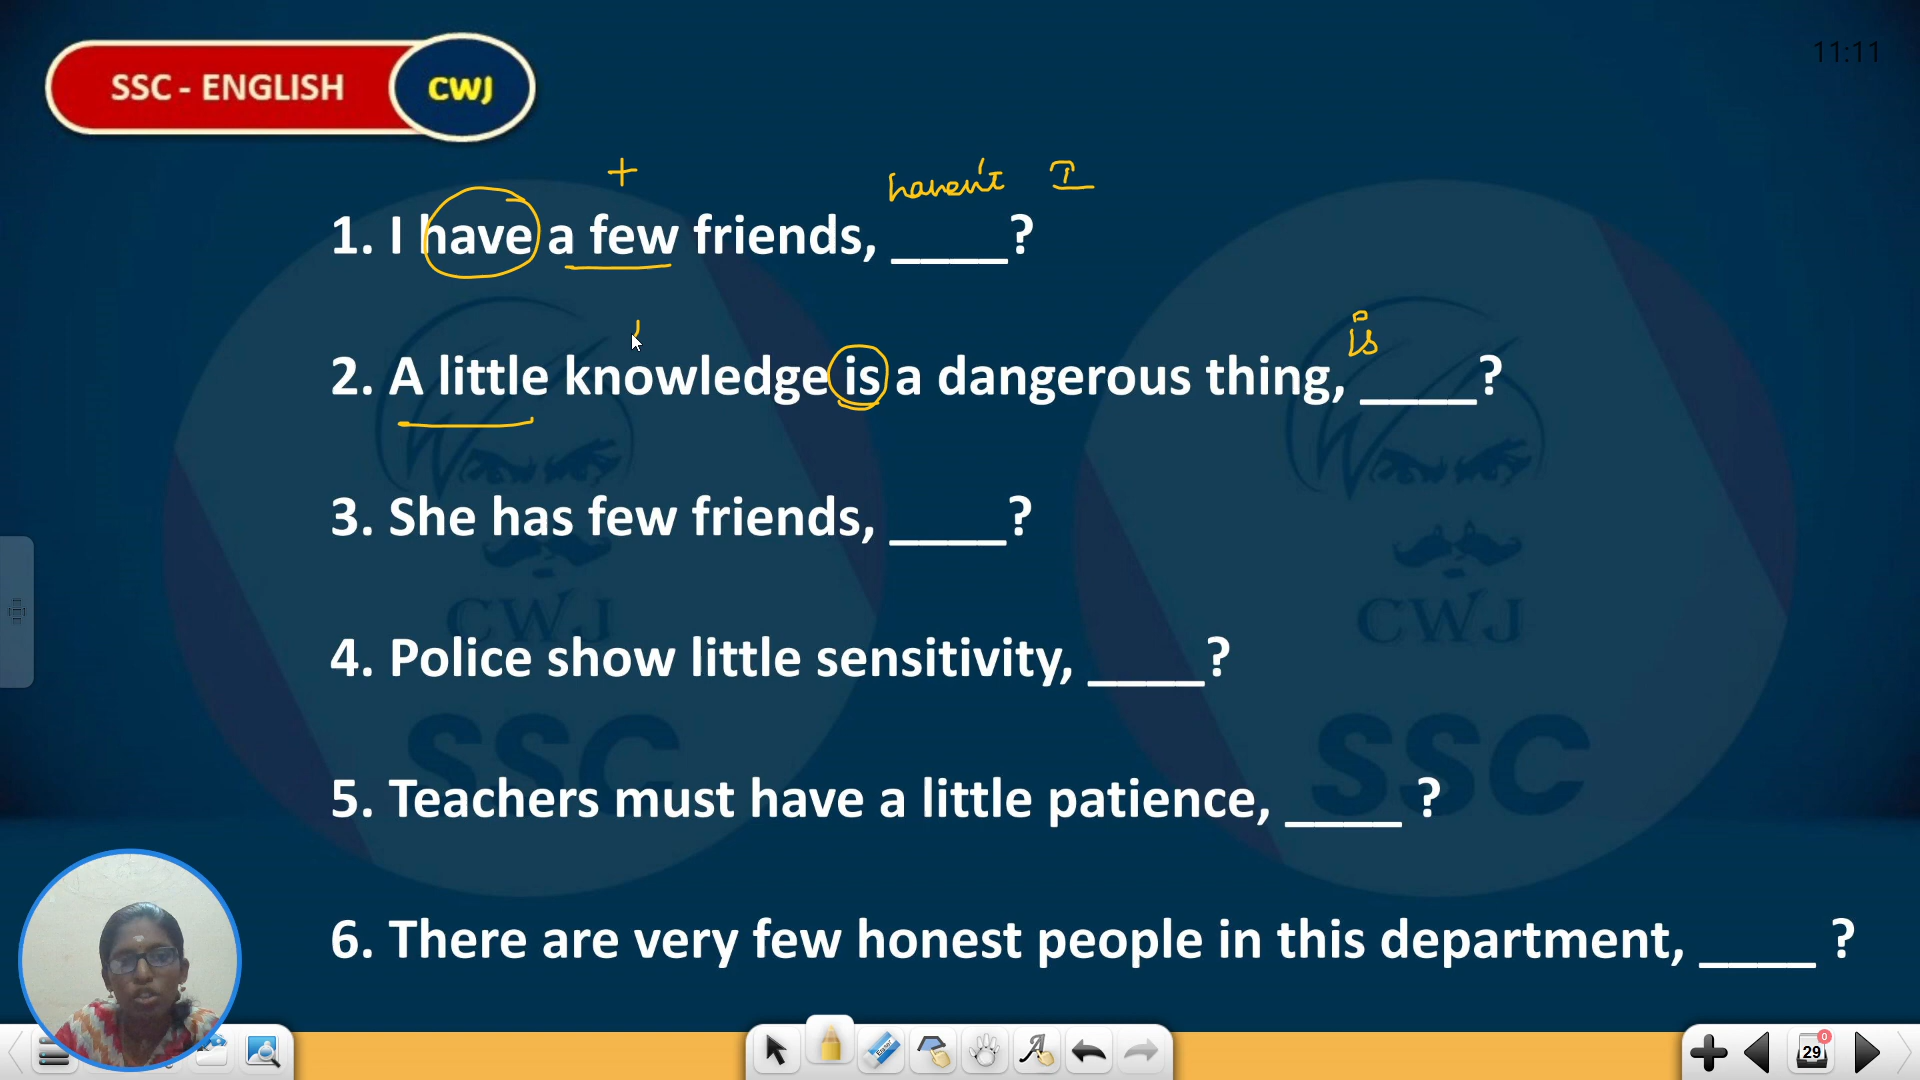 SSC - ENGLISH CWJ
11:11
+ haven't I
1. I have a few friends, ____?
is
2. A little knowledge is a dangerous thing, ____?
3. She has few friends, ____?
CWJ CWJ
4. Police show little sensitivity, ____?
SSC SSC
5. Teachers must have a little patience, ____ ?
6. There are very few honest people in this department, ____ ?
Eraser
A
29
0